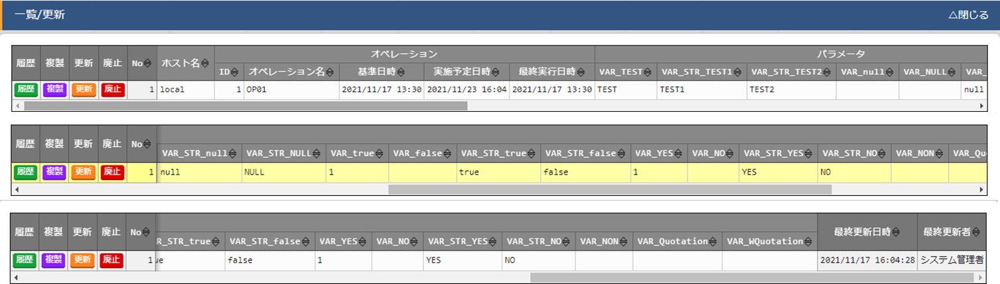 一覧/更新 △閉じる
オペレーション パラメータ
履歴 複製 更新 廃止 No ホスト名 ID オペレーション名 基準日時 実施予定日時 最終実行日時 VAR_TEST VAR_STR_TEST1 VAR_STR_TEST2 VAR_null VAR_NULL VAR_
履歴 複製 更新 廃止 1 local 1 OP01 2021/11/17 13:30 2021/11/23 16:04 2021/11/17 13:30 TEST TEST1 TEST2 null
履歴 複製 更新 廃止 No VAR_STR_null VAR_STR_NULL VAR_true VAR_false VAR_STR_true VAR_STR_false VAR_YES VAR_NO VAR_STR_YES VAR_STR_NO VAR_NON VAR_Qu
履歴 複製 更新 廃止 1 null NULL 1 true false 1 YES NO
履歴 複製 更新 廃止 No R_STR_true VAR_STR_false VAR_YES VAR_NO VAR_STR_YES VAR_STR_NO VAR_NON VAR_Quotation VAR_WQuotation 最終更新日時 最終更新者
履歴 複製 更新 廃止 1 ue false 1 YES NO 2021/11/17 16:04:28 システム管理者